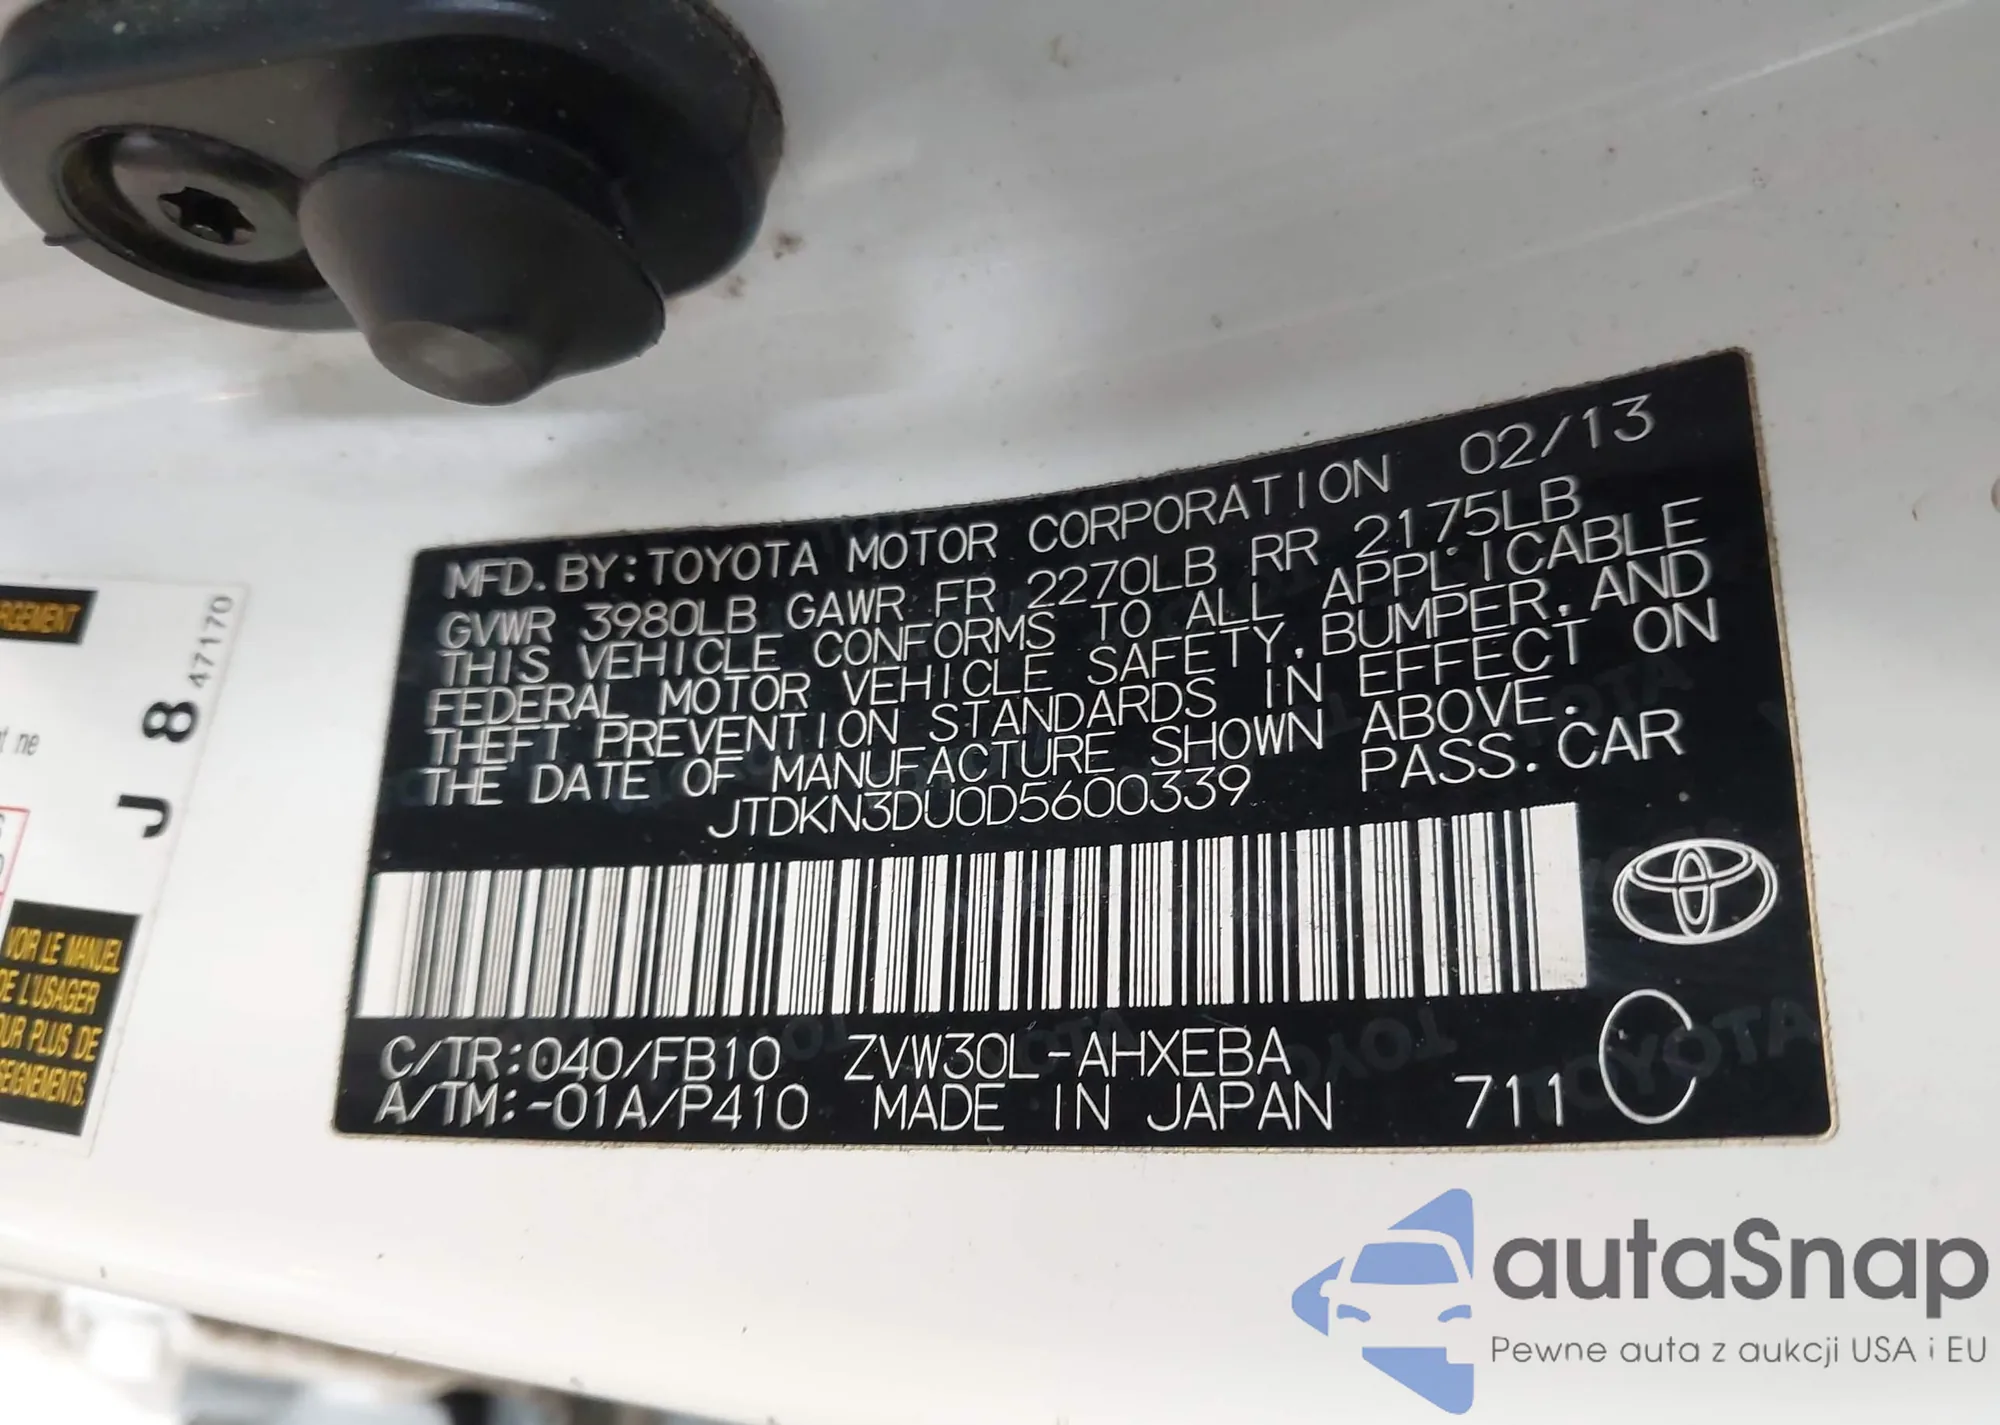 MFD. BY: TOYOTA MOTOR CORPORATION 02/13
GVWR 3980LB GAWR FR 2270LB RR 2175LB
THIS VEHICLE CONFORMS TO ALL APPLICABLE
FEDERAL MOTOR VEHICLE SAFETY, BUMPER, AND
THEFT PREVENTION STANDARDS IN EFFECT ON
THE DATE OF MANUFACTURE SHOWN ABOVE.
JTDKN3DU0D5600339 PASS. CAR
C/TR: 040/FB10 ZVW30L-AHXEBA
A/TM: -01A/P410 MADE IN JAPAN 711C
J 8 47170
nt ne
VOIR LE MANUEL
DE L'USAGER
PLUS DE
autaSnap
Pewne auta z aukcji USA i EU